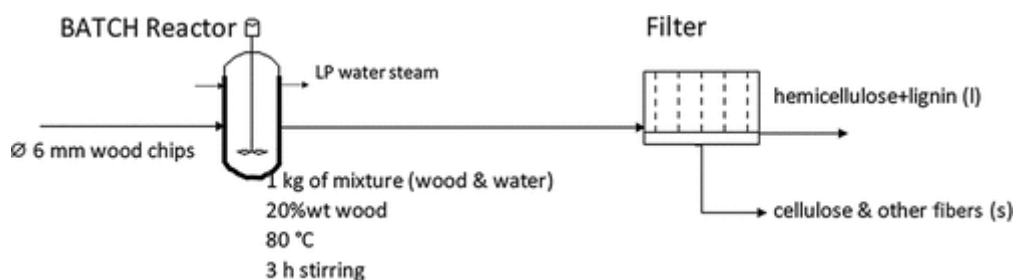 BATCH Reactor
Filter
LP water steam
hemicellulose+lignin (l)
Ø 6 mm wood chips
1 kg of mixture (wood & water)
20%wt wood
cellulose & other fibers (s)
80 °C
3 h stirring